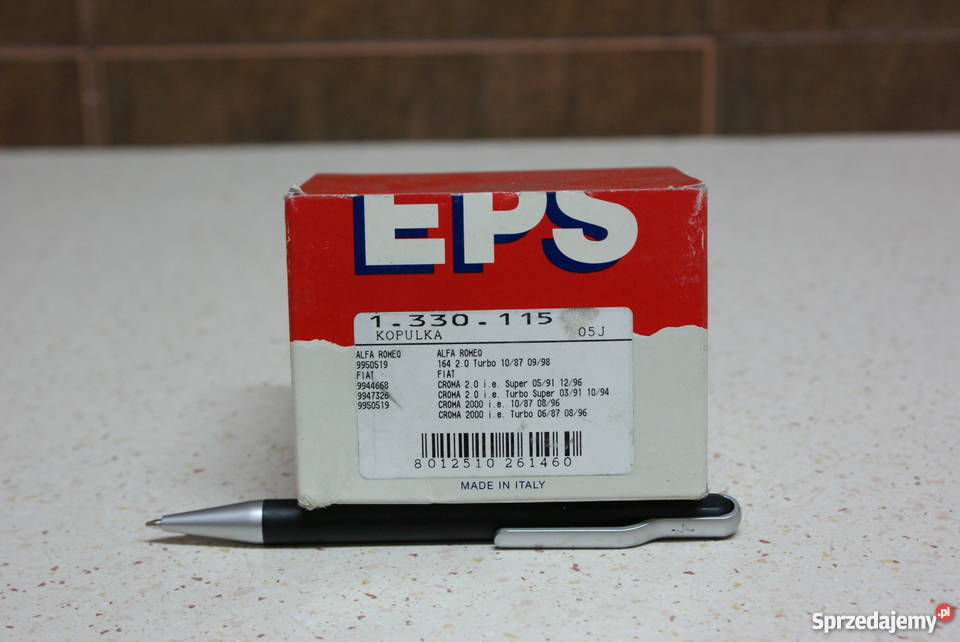 EPS
1.330.115
KOPULKA 05J
ALFA ROMEO ALFA ROMEO
9950519 164 2.0 Turbo 10/87 09/98
FIAT FIAT
9944668 CROMA 2.0 i.e. Super 05/91 12/96
9947326 CROMA 2.0 i.e. Turbo Super 03/91 10/94
9950519 CROMA 2000 i.e. 10/87 08/96
CROMA 2000 i.e. Turbo 06/87 08/96
8012510 261460
MADE IN ITALY
Sprzedajemy.pl